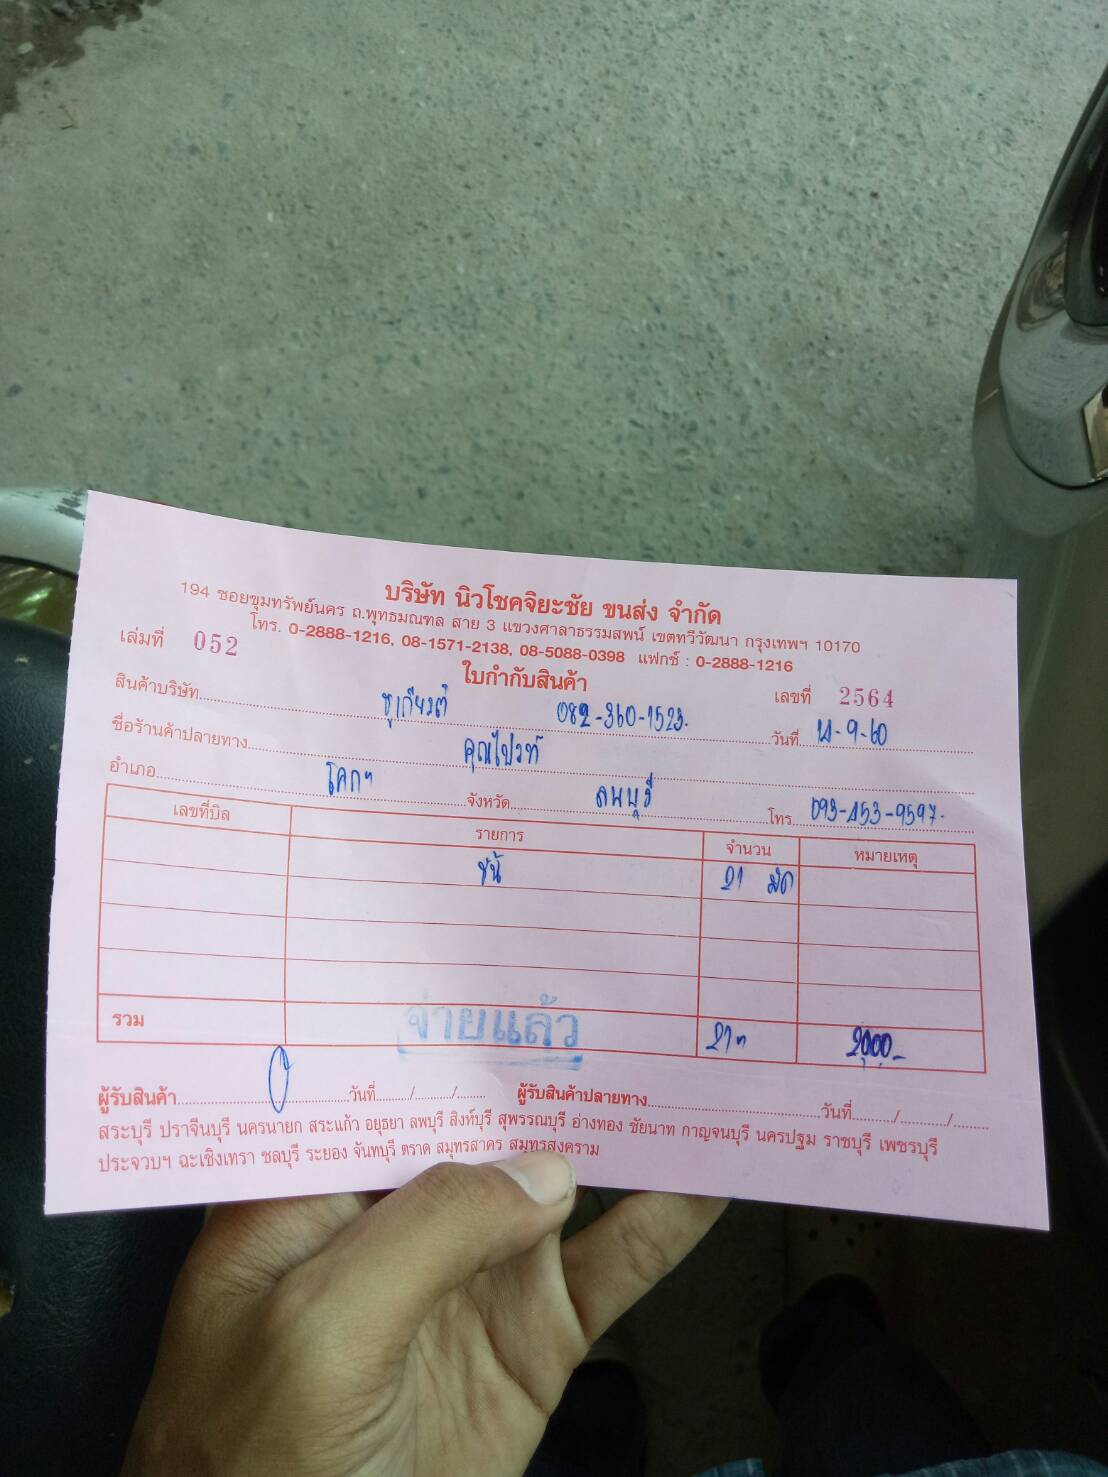 บริษัท นิวโชคจิยะชัย ขนส่ง จำกัด
194 ซอยขุมทรัพย์นคร ถ.พุทธมณฑล สาย 3 แขวงศาลาธรรมสพน์ เขตทวีวัฒนา กรุงเทพฯ 10170
โทร. 0-2888-1216, 08-1571-2138, 08-5088-0398 แฟกซ์ : 0-2888-1216
เล่มที่ 052
ใบกำกับสินค้า
เลขที่ 2564
สินค้าบริษัท ชูเกียรติ 082-360-1523. วันที่ 14-9-60
ชื่อร้านค้าปลายทาง คุณไปรท์
อำเภอ โคกฯ จังหวัด ลพบุรี โทร 093-453-9597.
เลขที่บิล รายการ จำนวน หมายเหตุ
21 มัด
จ่ายแล้ว
รวม 21 2000.-
ผู้รับสินค้า วันที่ / / ผู้รับสินค้าปลายทาง วันที่ / /
สระบุรี ปราจีนบุรี นครนายก สระแก้ว อยุธยา ลพบุรี สิงห์บุรี สุพรรณบุรี อ่างทอง ชัยนาท กาญจนบุรี นครปฐม ราชบุรี เพชรบุรี
ประจวบฯ ฉะเชิงเทรา ชลบุรี ระยอง จันทบุรี ตราด สมุทรสาคร สมุทรสงคราม